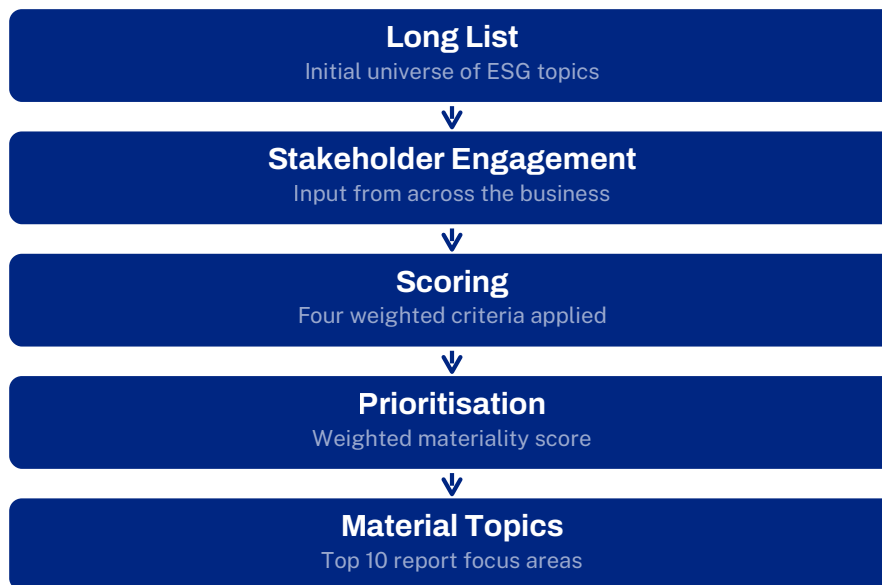 Long List
Initial universe of ESG topics
Stakeholder Engagement
Input from across the business
Scoring
Four weighted criteria applied
Prioritisation
Weighted materiality score
Material Topics
Top 10 report focus areas